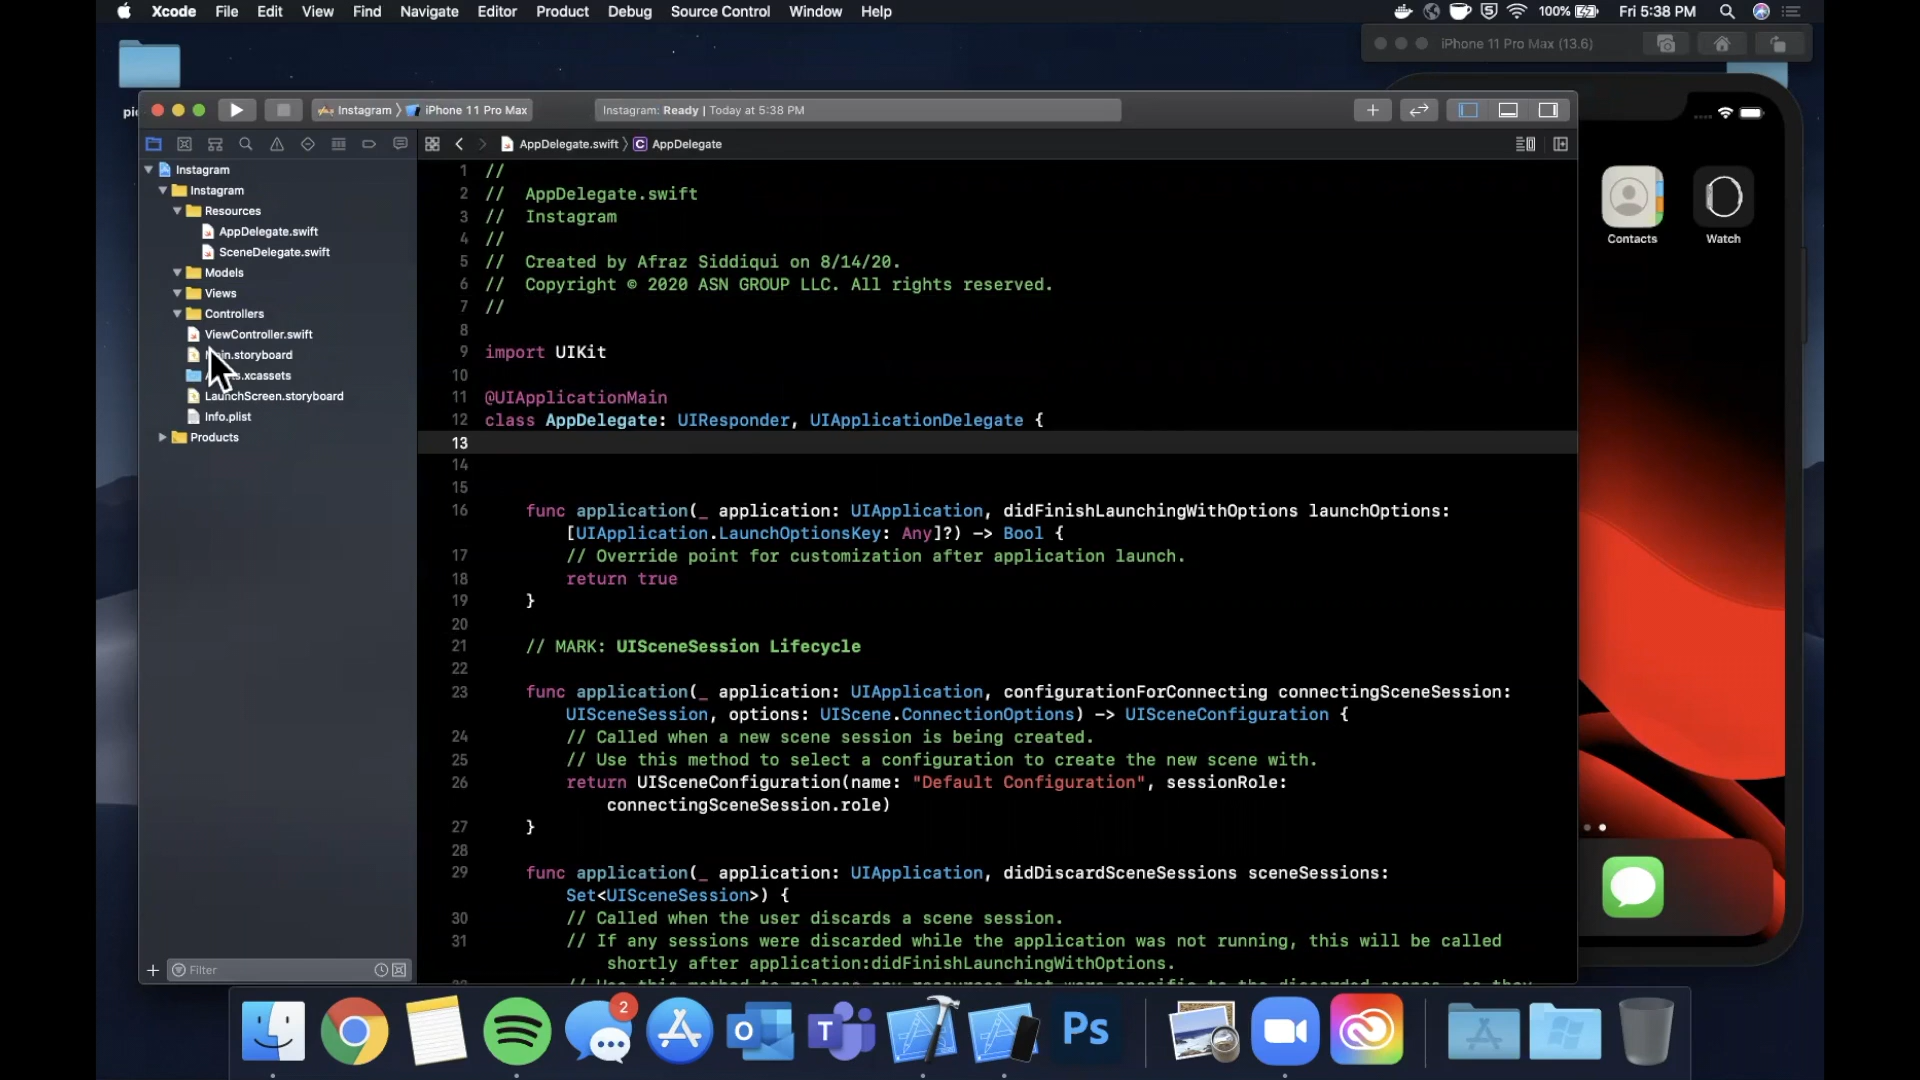 Xcode File Edit View Find Navigate Editor Product Debug Source Control Window Help
100% Fri 5:38 PM
iPhone 11 Pro Max (13.6)
Instagram iPhone 11 Pro Max
Instagram: Ready | Today at 5:38 PM
AppDelegate.swift AppDelegate
Instagram
Instagram
Resources
AppDelegate.swift
SceneDelegate.swift
Models
Views
Controllers
ViewController.swift
Main.storyboard
.xcassets
LaunchScreen.storyboard
Info.plist
Products
Filter
1 //
2 // AppDelegate.swift
3 // Instagram
4 //
5 // Created by Afraz Siddiqui on 8/14/20.
6 // Copyright © 2020 ASN GROUP LLC. All rights reserved.
7 //
8
9 import UIKit
10
11 @UIApplicationMain
12 class AppDelegate: UIResponder, UIApplicationDelegate {
13
14
15
16 func application(_ application: UIApplication, didFinishLaunchingWithOptions launchOptions:
[UIApplication.LaunchOptionsKey: Any]?) -> Bool {
17 // Override point for customization after application launch.
18 return true
19 }
20
21 // MARK: UISceneSession Lifecycle
22
23 func application(_ application: UIApplication, configurationForConnecting connectingSceneSession:
UISceneSession, options: UIScene.ConnectionOptions) -> UISceneConfiguration {
24 // Called when a new scene session is being created.
25 // Use this method to select a configuration to create the new scene with.
26 return UISceneConfiguration(name: "Default Configuration", sessionRole:
connectingSceneSession.role)
27 }
28
29 func application(_ application: UIApplication, didDiscardSceneSessions sceneSessions:
Set<UISceneSession>) {
30 // Called when the user discards a scene session.
31 // If any sessions were discarded while the application was not running, this will be called
shortly after application:didFinishLaunchingWithOptions.
Contacts
Watch
2
Ps